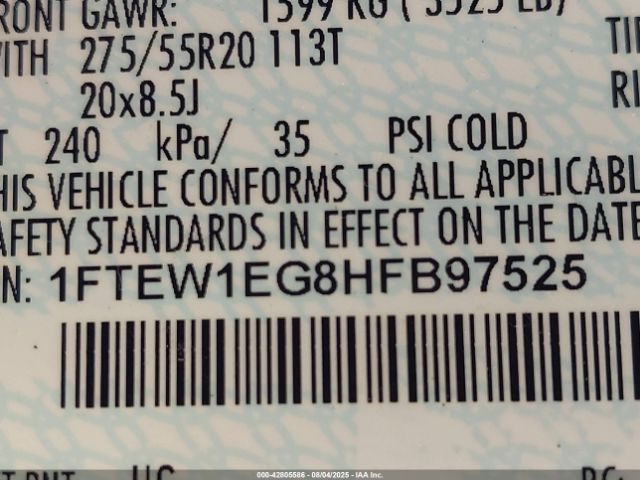 RONT GAWR: 1599 KG ( 3525 LB)
WITH 275/55R20 113T TI
20x8.5J RI
T 240 kPa/ 35 PSI COLD
HIS VEHICLE CONFORMS TO ALL APPLICABL
AFETY STANDARDS IN EFFECT ON THE DATE
N: 1FTEW1EG8HFB97525
000-42805586 - 08/04/2025 - IAA Inc.